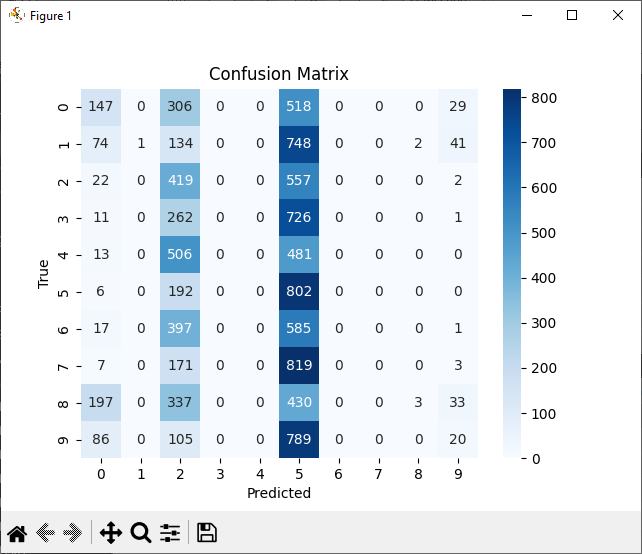 Figure 1
Confusion Matrix
0 147 0 306 0 0 518 0 0 0 29
1 74 1 134 0 0 748 0 0 2 41
2 22 0 419 0 0 557 0 0 0 2
3 11 0 262 0 0 726 0 0 0 1
4 13 0 506 0 0 481 0 0 0 0
5 6 0 192 0 0 802 0 0 0 0
6 17 0 397 0 0 585 0 0 0 1
7 7 0 171 0 0 819 0 0 0 3
8 197 0 337 0 0 430 0 0 3 33
9 86 0 105 0 0 789 0 0 0 20
True
0 1 2 3 4 5 6 7 8 9
Predicted
800
700
600
500
400
300
200
100
0